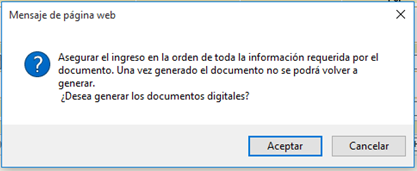 Mensaje de página web
Asegurar el ingreso en la orden de toda la información requerida por el
documento. Una vez generado el documento no se podrá volver a
generar.
¿Desea generar los documentos digitales?
Aceptar
Cancelar